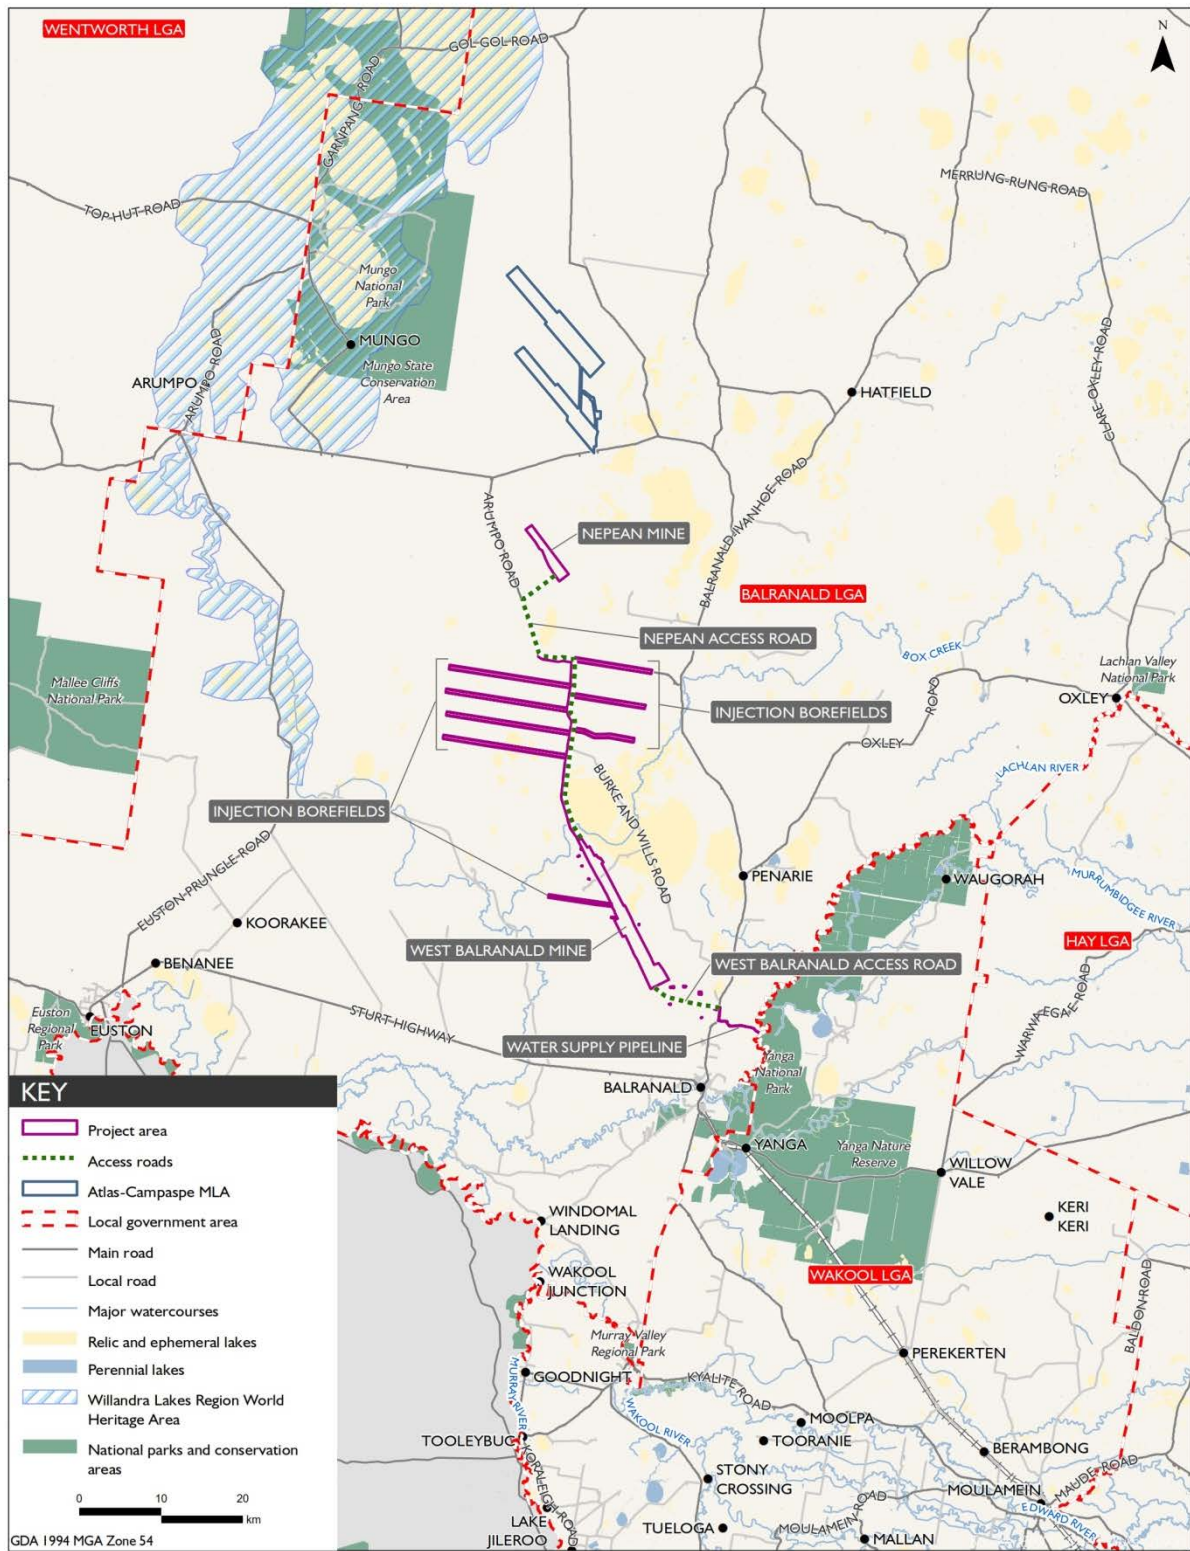 WENTWORTH LGA
N
GOL GOL ROAD
GARNPANG ROAD
MERRUNG-RUNG ROAD
TOP HUT ROAD
Mungo
National
Park
MUNGO
Mungo State
Conservation
Area
ARUMPO
ARUMPO ROAD
HATFIELD
CLARE OXLEY ROAD
BALRANALD-IVANHOE ROAD
ARUMPO ROAD
NEPEAN MINE
BALRANALD LGA
NEPEAN ACCESS ROAD
BOX CREEK
Lachlan Valley
National Park
OXLEY
Mallee Cliffs
National Park
INJECTION BOREFIELDS
OXLEY ROAD
LACHLAN RIVER
INJECTION BOREFIELDS
BURKE AND WILLS ROAD
PENARIE
WAUGORAH
MURRUMBIDGEE RIVER
EUSTON-PRUNGLE-ROAD
KOORAKEE
HAY LGA
WEST BALRANALD MINE
WEST BALRANALD ACCESS ROAD
BENANEE
STURT HIGHWAY
WARWAEGAE ROAD
Euston
Regional
Park
EUSTON
WATER SUPPLY PIPELINE
Yanga
National
Park
BALRANALD
YANGA
Yanga Nature
Reserve
WILLOW
VALE
KERI
KERI
WINDOMAL
LANDING
WAKOOL
JUNCTION
WAKOOL LGA
BALDON ROAD
Murray Valley
Regional Park
PEREKERTEN
GOODNIGHT
KYALITE ROAD
MURRAY RIVER
WAKOOL RIVER
MOOLPA
TOORANIE
TOOLEYBUC
KORALEIGH ROAD
BERAMBONG
STONY
CROSSING
MOULAMEIN
MAUDE ROAD
EDWARD RIVER
LAKE
JILEROO
TUELOGA
MOULAMEIN ROAD
MALLAN
KEY
Project area
Access roads
Atlas-Campaspe MLA
Local government area
Main road
Local road
Major watercourses
Relic and ephemeral lakes
Perennial lakes
Willandra Lakes Region World
Heritage Area
National parks and conservation
areas
0 10 20
km
GDA 1994 MGA Zone 54